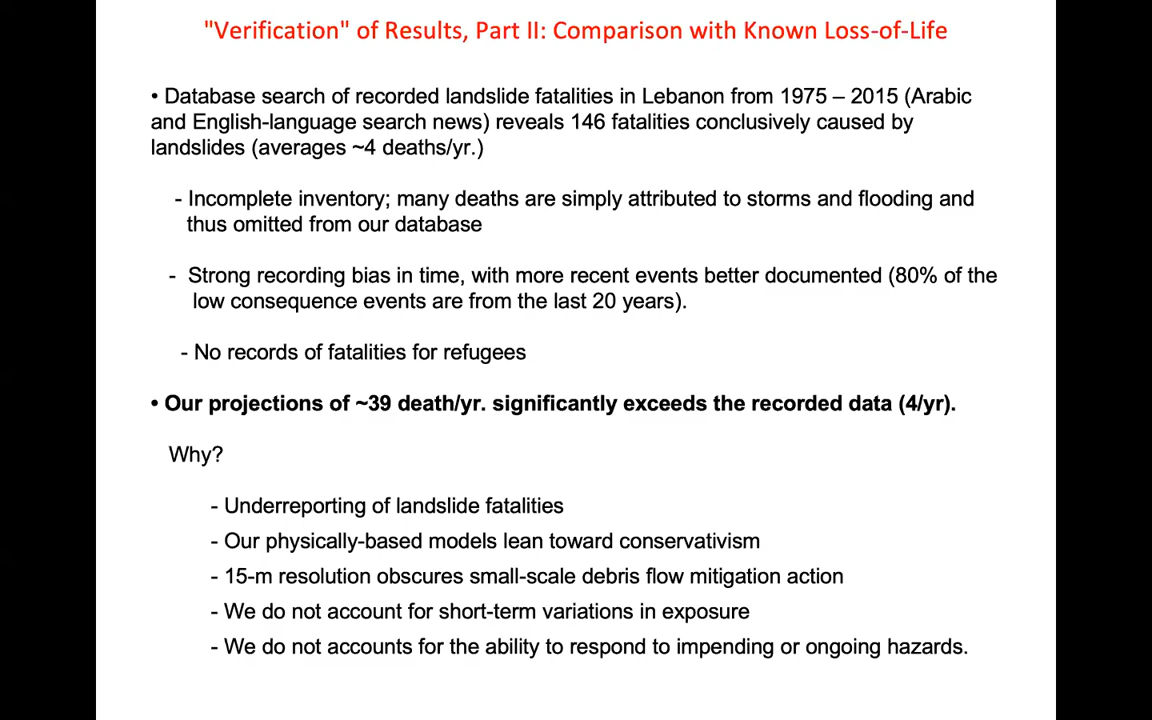 "Verification" of Results, Part II: Comparison with Known Loss-of-Life
• Database search of recorded landslide fatalities in Lebanon from 1975 – 2015 (Arabic
and English-language search news) reveals 146 fatalities conclusively caused by
landslides (averages ~4 deaths/yr.)
- Incomplete inventory; many deaths are simply attributed to storms and flooding and
thus omitted from our database
- Strong recording bias in time, with more recent events better documented (80% of the
low consequence events are from the last 20 years).
- No records of fatalities for refugees
• Our projections of ~39 death/yr. significantly exceeds the recorded data (4/yr).
Why?
- Underreporting of landslide fatalities
- Our physically-based models lean toward conservativism
- 15-m resolution obscures small-scale debris flow mitigation action
- We do not account for short-term variations in exposure
- We do not accounts for the ability to respond to impending or ongoing hazards.